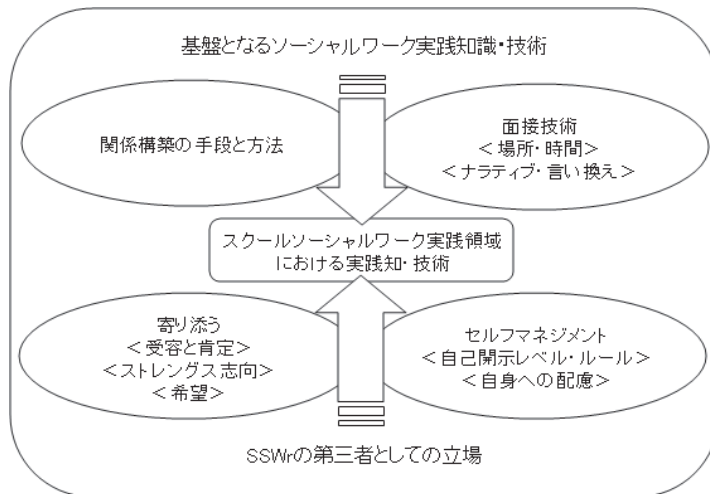 基盤となるソーシャルワーク実践知識・技術
関係構築の手段と方法
面接技術
＜場所・時間＞
＜ナラティブ・言い換え＞
スクールソーシャルワーク実践領域
における実践知・技術
寄り添う
＜受容と肯定＞
＜ストレングス志向＞
＜希望＞
セルフマネジメント
＜自己開示レベル・ルール＞
＜自身への配慮＞
SSWrの第三者としての立場